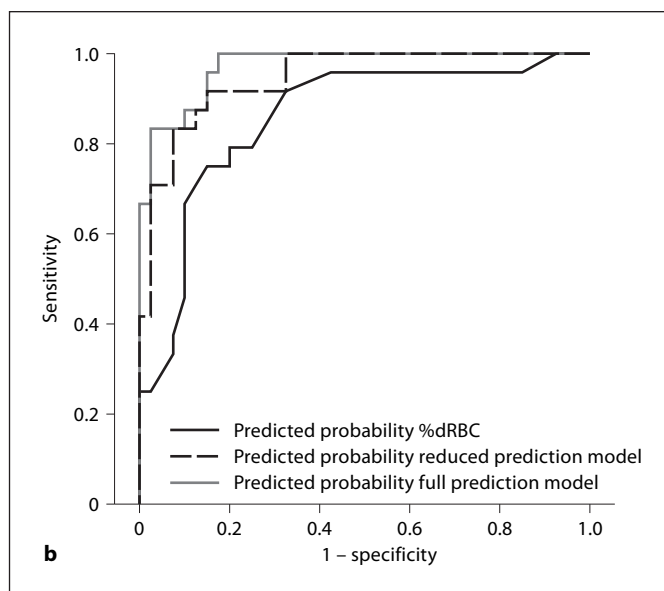 1.0
0.8
0.6
0.4
0.2
0
Sensitivity
Predicted probability %dRBC
Predicted probability reduced prediction model
Predicted probability full prediction model
0 0.2 0.4 0.6 0.8 1.0
1 – specificity
b